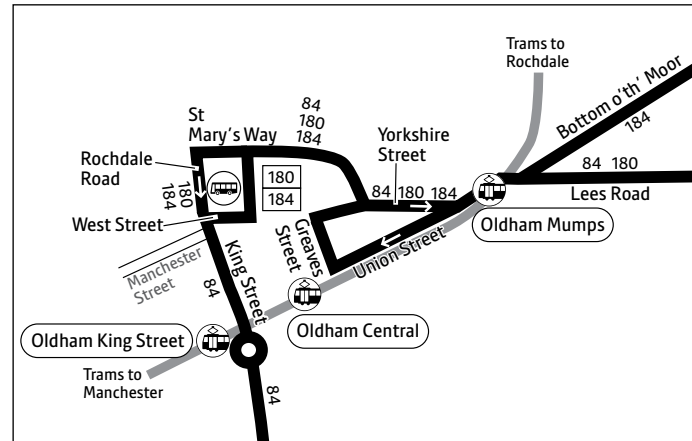 Trams to
Rochdale
Bottom o'th' Moor
184
St
Mary's Way
84
180
184
Yorkshire
Street
Rochdale
Road
180
184
180
184
84 180 184
84 180
Lees Road
West Street
Greaves
Street
Oldham Mumps
Union Street
Manchester
Street
King Street
84
Oldham Central
Oldham King Street
Trams to
Manchester
84